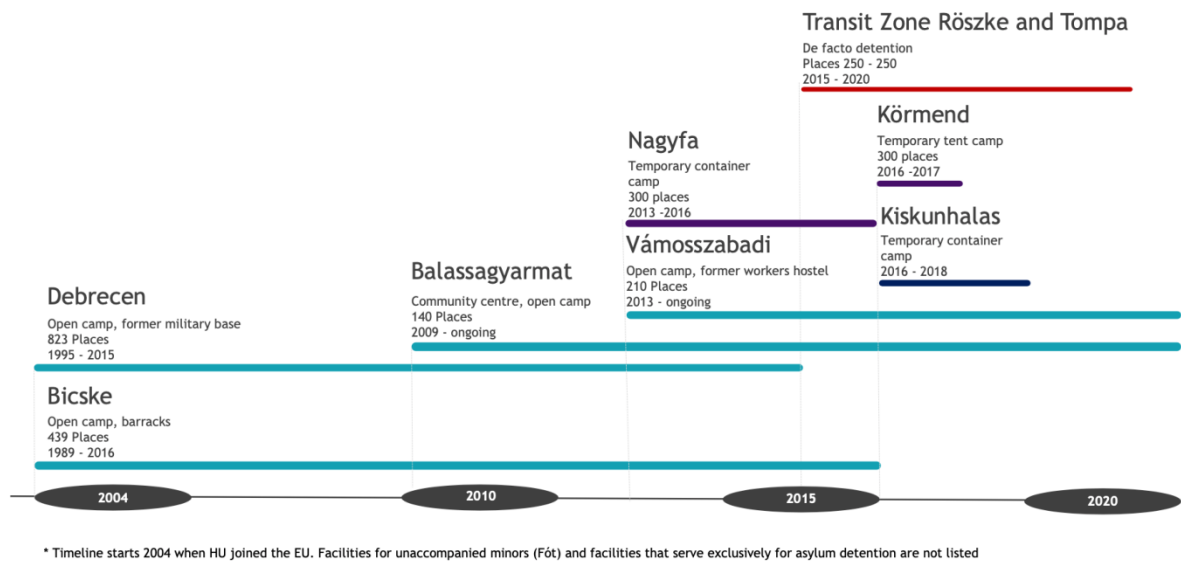 Transit Zone Röszke and Tompa
De facto detention
Places 250 - 250
2015 - 2020
Körmend
Temporary tent camp
300 places
2016 -2017
Nagyfa
Temporary container
camp
300 places
2013 -2016
Kiskunhalas
Temporary container
camp
2016 - 2018
Vámosszabadi
Open camp, former workers hostel
210 Places
2013 - ongoing
Balassagyarmat
Community centre, open camp
140 Places
2009 - ongoing
Debrecen
Open camp, former military base
823 Places
1995 - 2015
Bicske
Open camp, barracks
439 Places
1989 - 2016
2004
2010
2015
2020
* Timeline starts 2004 when HU joined the EU. Facilities for unaccompanied minors (Fót) and facilities that serve exclusively for asylum detention are not listed